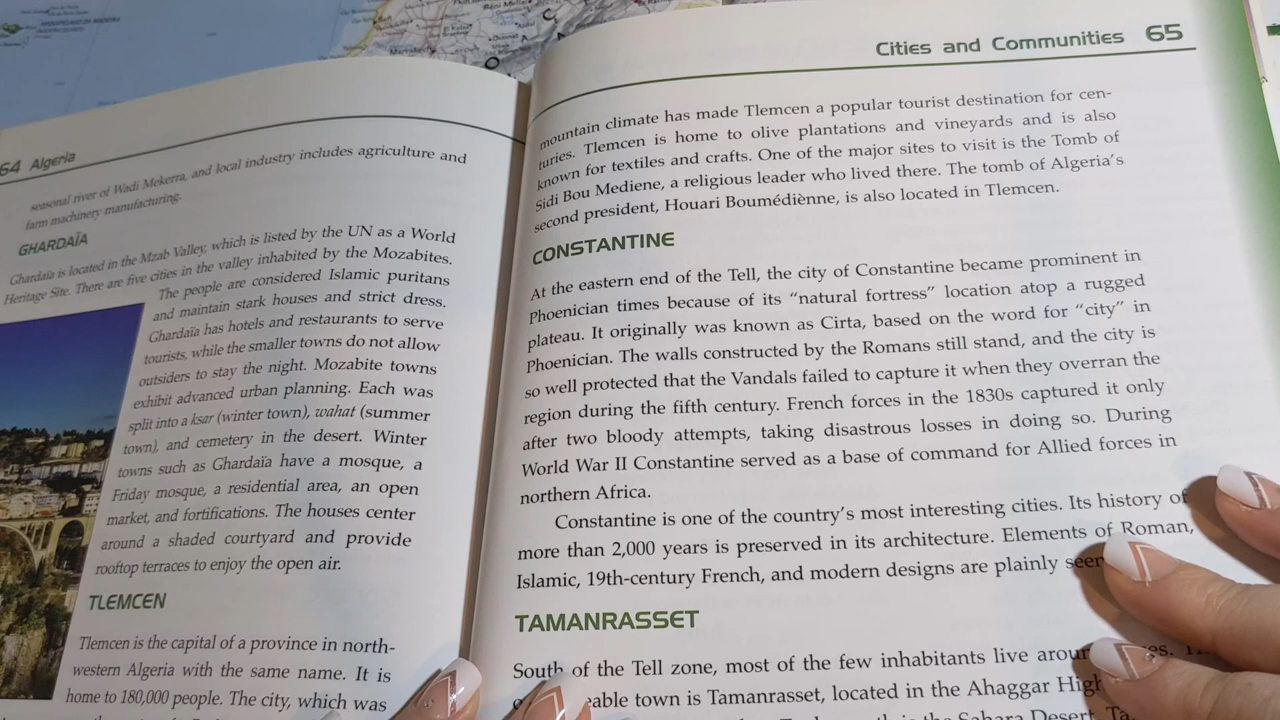 64 Algeria
seasonal river of Wadi Mekerra, and local industry includes agriculture and
farm machinery manufacturing.
GHARDAÏA
Ghardaïa is located in the Mzab Valley, which is listed by the UN as a World
Heritage Site. There are five cities in the valley inhabited by the Mozabites.
The people are considered Islamic puritans
and maintain stark houses and strict dress.
Ghardaïa has hotels and restaurants to serve
tourists, while the smaller towns do not allow
outsiders to stay the night. Mozabite towns
exhibit advanced urban planning. Each was
split into a ksar (winter town), wahat (summer
town), and cemetery in the desert. Winter
towns such as Ghardaïa have a mosque, a
Friday mosque, a residential area, an open
market, and fortifications. The houses center
around a shaded courtyard and provide
rooftop terraces to enjoy the open air.
TLEMCEN
Tlemcen is the capital of a province in north-
western Algeria with the same name. It is
home to 180,000 people. The city, which was
Cities and Communities 65
mountain climate has made Tlemcen a popular tourist destination for cen-
turies. Tlemcen is home to olive plantations and vineyards and is also
known for textiles and crafts. One of the major sites to visit is the Tomb of
Sidi Bou Mediene, a religious leader who lived there. The tomb of Algeria's
second president, Houari Boumédiènne, is also located in Tlemcen.
CONSTANTINE
At the eastern end of the Tell, the city of Constantine became prominent in
Phoenician times because of its "natural fortress" location atop a rugged
plateau. It originally was known as Cirta, based on the word for "city" in
Phoenician. The walls constructed by the Romans still stand, and the city is
so well protected that the Vandals failed to capture it when they overran the
region during the fifth century. French forces in the 1830s captured it only
after two bloody attempts, taking disastrous losses in doing so. During
World War II Constantine served as a base of command for Allied forces in
northern Africa.
Constantine is one of the country's most interesting cities. Its history of
more than 2,000 years is preserved in its architecture. Elements of Roman,
Islamic, 19th-century French, and modern designs are plainly seen
TAMANRASSET
South of the Tell zone, most of the few inhabitants live
town is Tamanrasset, located in the Ahaggar